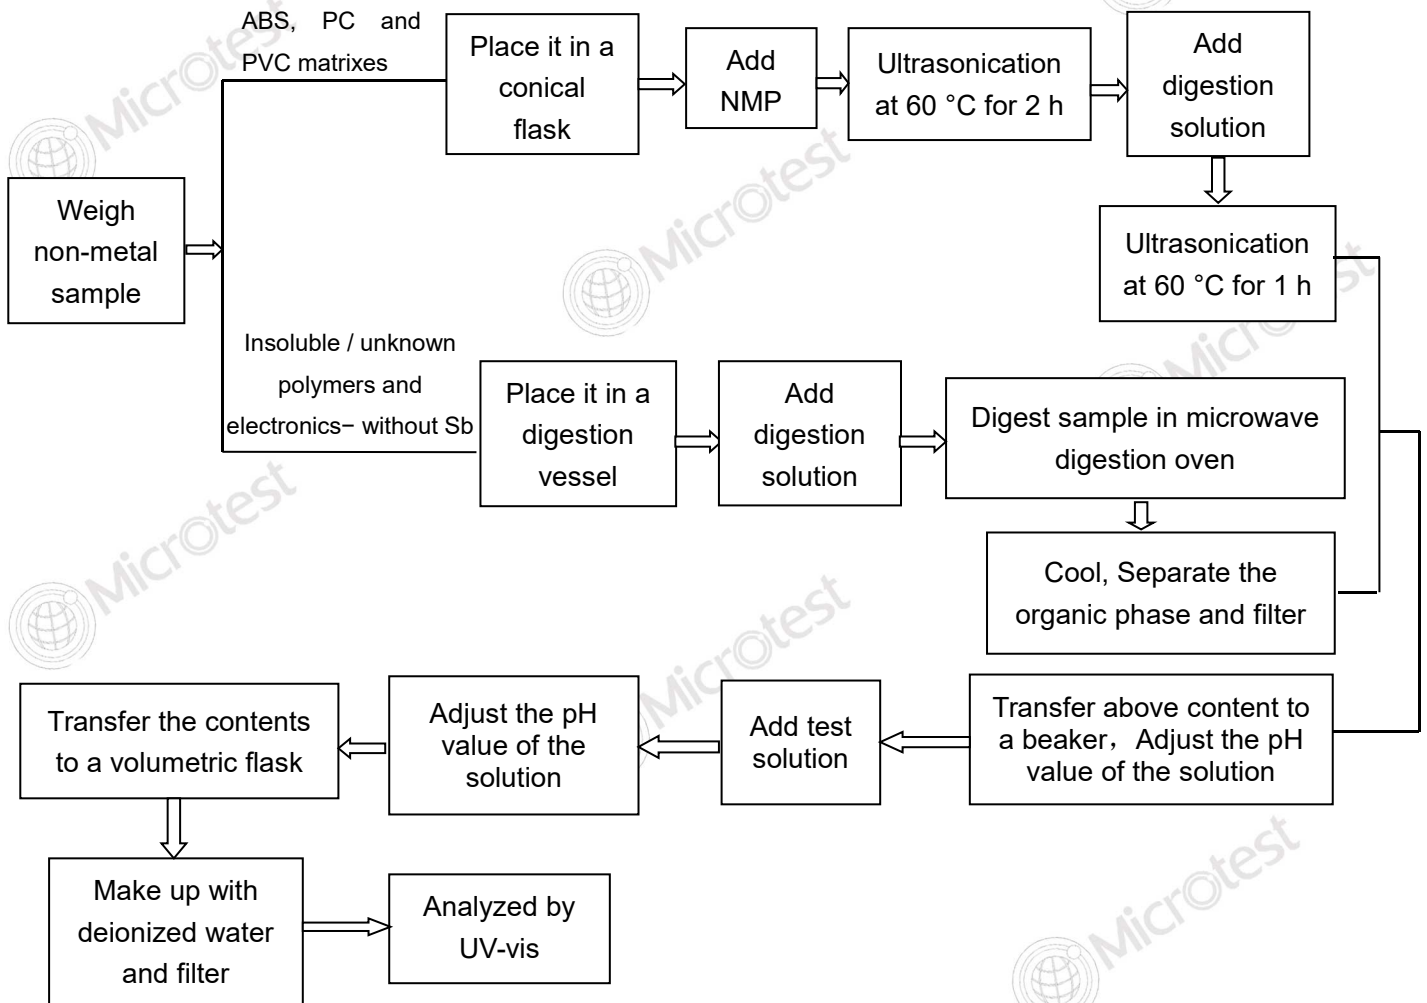 ABS, PC and
PVC matrixes
Place it in a
conical
flask
Add
NMP
Ultrasonication
at 60 °C for 2 h
Add
digestion
solution
Ultrasonication
at 60 °C for 1 h
Weigh
non-metal
sample
Insoluble / unknown
polymers and
electronics− without Sb
Place it in a
digestion
vessel
Add
digestion
solution
Digest sample in microwave
digestion oven
Cool, Separate the
organic phase and filter
Transfer above content to
a beaker，Adjust the pH
value of the solution
Add test
solution
Adjust the pH
value of the
solution
Transfer the contents
to a volumetric flask
Make up with
deionized water
and filter
Analyzed by
UV-vis
Microtest
Microtest
Microtest
Microtest
Microtest
Microtest